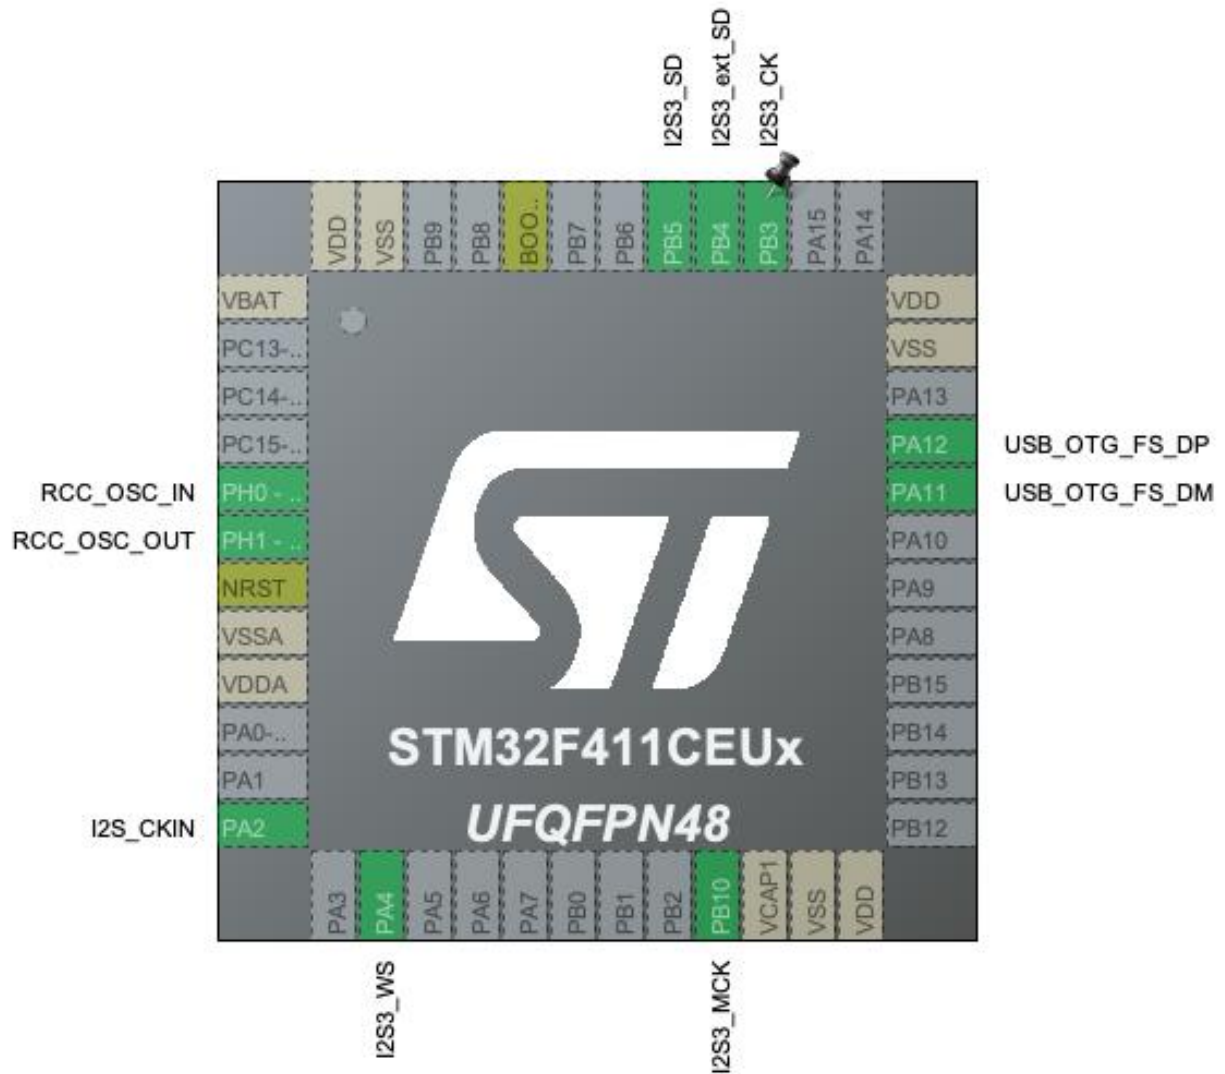 I2S3_SD
I2S3_ext_SD
I2S3_CK
VDD
VSS
PB9
PB8
BOO..
PB7
PB6
PB5
PB4
PB3
PA15
PA14
VBAT
PC13-..
PC14-..
PC15-..
RCC_OSC_IN PH0 - ..
RCC_OSC_OUT PH1 - ..
NRST
VSSA
VDDA
PA0-..
PA1
I2S_CKIN PA2
VDD
VSS
PA13
PA12 USB_OTG_FS_DP
PA11 USB_OTG_FS_DM
PA10
PA9
PA8
PB15
PB14
PB13
PB12
ST
STM32F411CEUx
UFQFPN48
PA3
PA4
PA5
PA6
PA7
PB0
PB1
PB2
PB10
VCAP1
VSS
VDD
I2S3_WS
I2S3_MCK